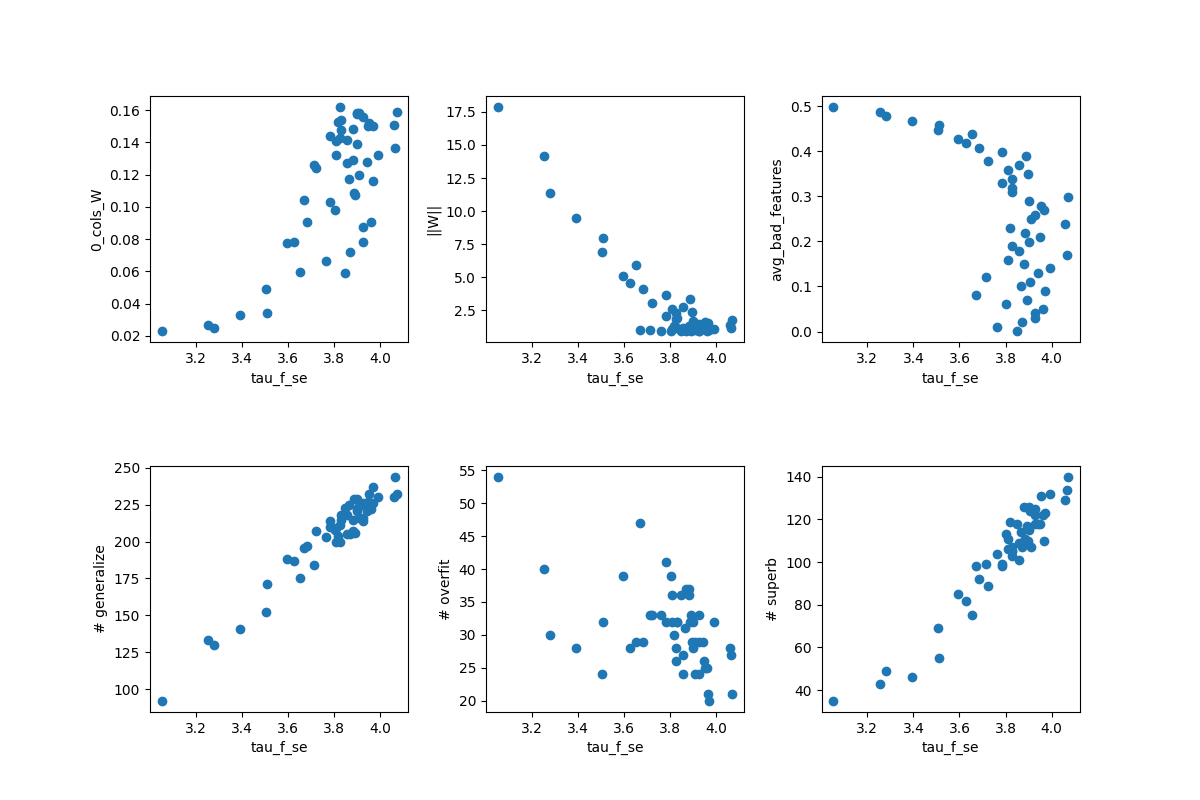 0_cols_W
0.16
0.14
0.12
0.10
0.08
0.06
0.04
0.02
3.2 3.4 3.6 3.8 4.0
tau_f_se
||W||
17.5
15.0
12.5
10.0
7.5
5.0
2.5
3.2 3.4 3.6 3.8 4.0
tau_f_se
avg_bad_features
0.5
0.4
0.3
0.2
0.1
0.0
3.2 3.4 3.6 3.8 4.0
tau_f_se
# generalize
250
225
200
175
150
125
100
3.2 3.4 3.6 3.8 4.0
tau_f_se
# overfit
55
50
45
40
35
30
25
20
3.2 3.4 3.6 3.8 4.0
tau_f_se
# superb
140
120
100
80
60
40
3.2 3.4 3.6 3.8 4.0
tau_f_se